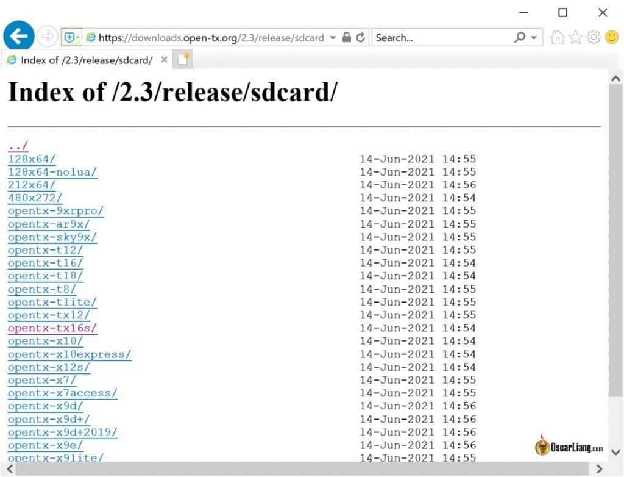 https://downloads.open-tx.org/2.3/release/sdcard
Search...
Index of /2.3/release/sdcard/
Index of /2.3/release/sdcard/
../
128x64/ 14-Jun-2021 14:55
128x64-nolua/ 14-Jun-2021 14:55
212x64/ 14-Jun-2021 14:56
480x272/ 14-Jun-2021 14:54
opentx-9xrpro/ 14-Jun-2021 14:55
opentx-ar9x/ 14-Jun-2021 14:55
opentx-sky9x/ 14-Jun-2021 14:55
opentx-t12/ 14-Jun-2021 14:55
opentx-t16/ 14-Jun-2021 14:54
opentx-t18/ 14-Jun-2021 14:54
opentx-t8/ 14-Jun-2021 14:55
opentx-tlite/ 14-Jun-2021 14:55
opentx-tx12/ 14-Jun-2021 14:55
opentx-tx16s/ 14-Jun-2021 14:54
opentx-x10/ 14-Jun-2021 14:54
opentx-x10express/ 14-Jun-2021 14:54
opentx-x12s/ 14-Jun-2021 14:54
opentx-x7/ 14-Jun-2021 14:55
opentx-x7access/ 14-Jun-2021 14:55
opentx-x9d/ 14-Jun-2021 14:56
opentx-x9d+/ 14-Jun-2021 14:56
opentx-x9d+2019/ 14-Jun-2021 14:56
opentx-x9e/ 14-Jun-2021 14:56
opentx-x9lite/ 14-Jun-2021 14:55
OscarLiang.com